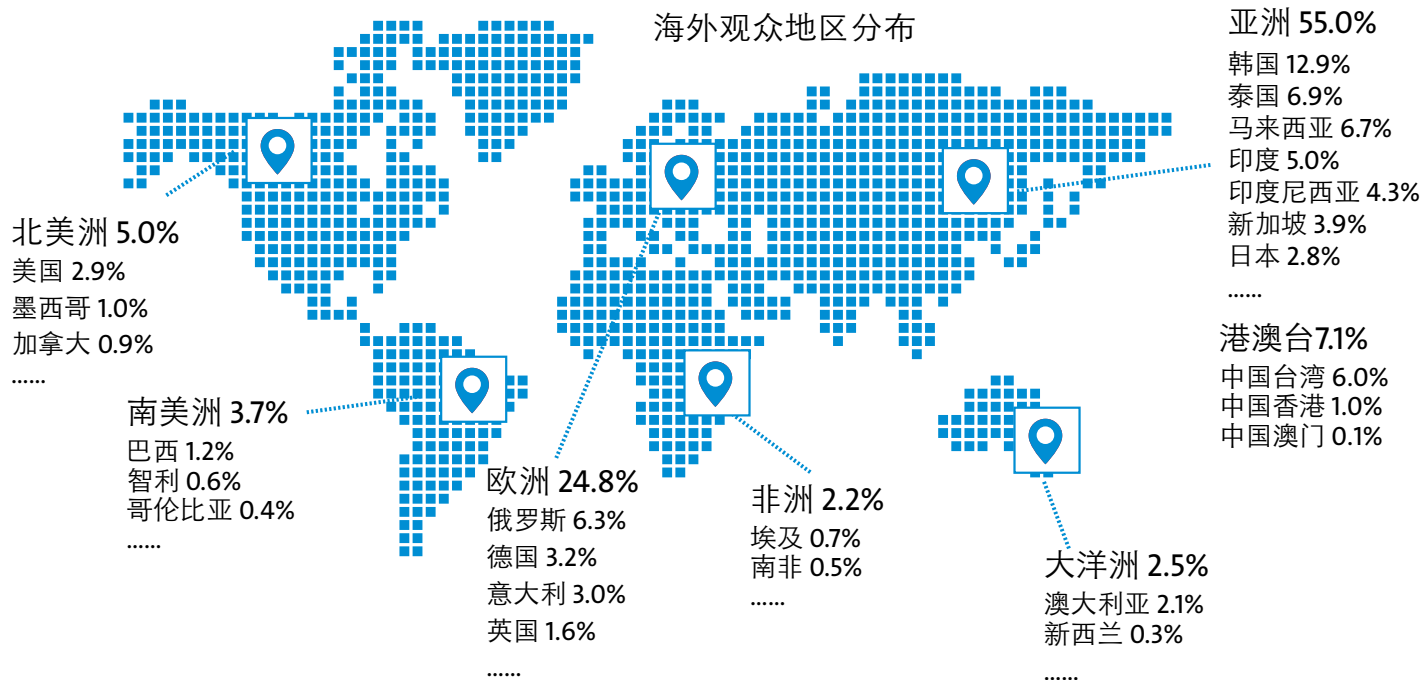 海外观众地区分布
亚洲 55.0%
韩国 12.9%
泰国 6.9%
马来西亚 6.7%
印度 5.0%
印度尼西亚 4.3%
新加坡 3.9%
日本 2.8%
......
港澳台7.1%
中国台湾 6.0%
中国香港 1.0%
中国澳门 0.1%
北美洲 5.0%
美国 2.9%
墨西哥 1.0%
加拿大 0.9%
......
南美洲 3.7%
巴西 1.2%
智利 0.6%
哥伦比亚 0.4%
......
欧洲 24.8%
俄罗斯 6.3%
德国 3.2%
意大利 3.0%
英国 1.6%
......
非洲 2.2%
埃及 0.7%
南非 0.5%
......
大洋洲 2.5%
澳大利亚 2.1%
新西兰 0.3%
......